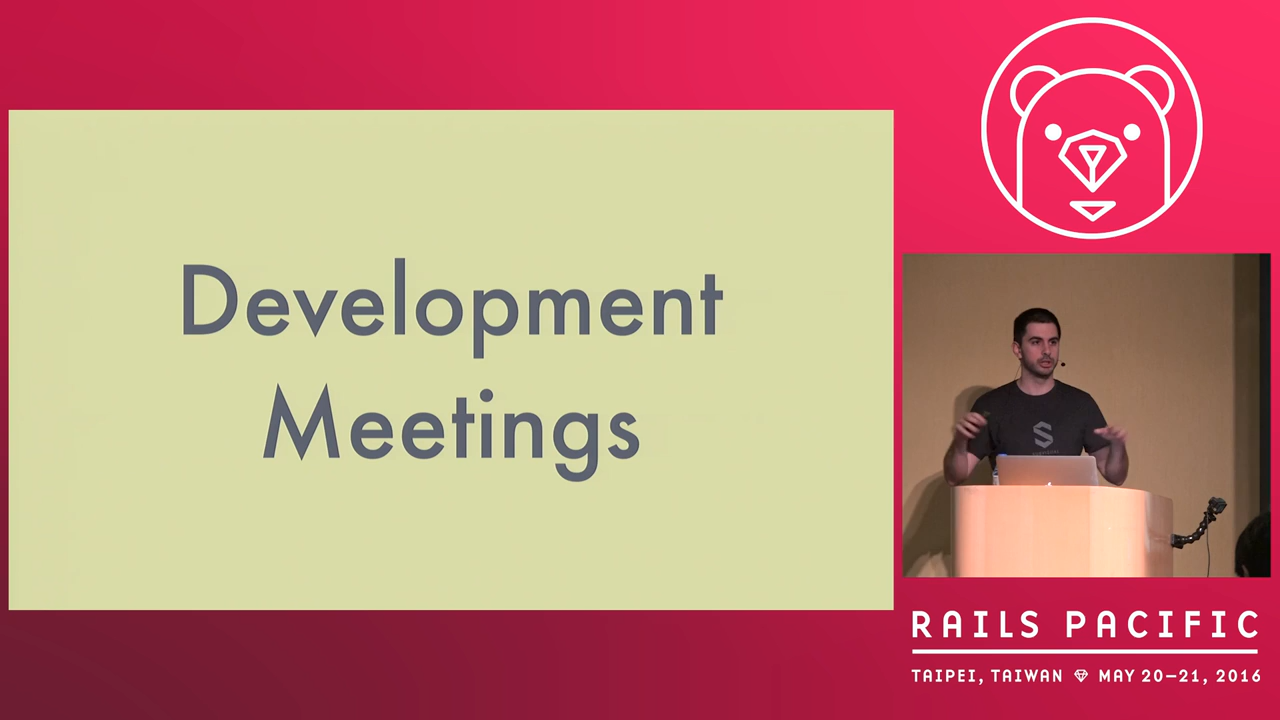 Development
Meetings
S
RAILS PACIFIC
TAIPEI, TAIWAN MAY 20–21, 2016